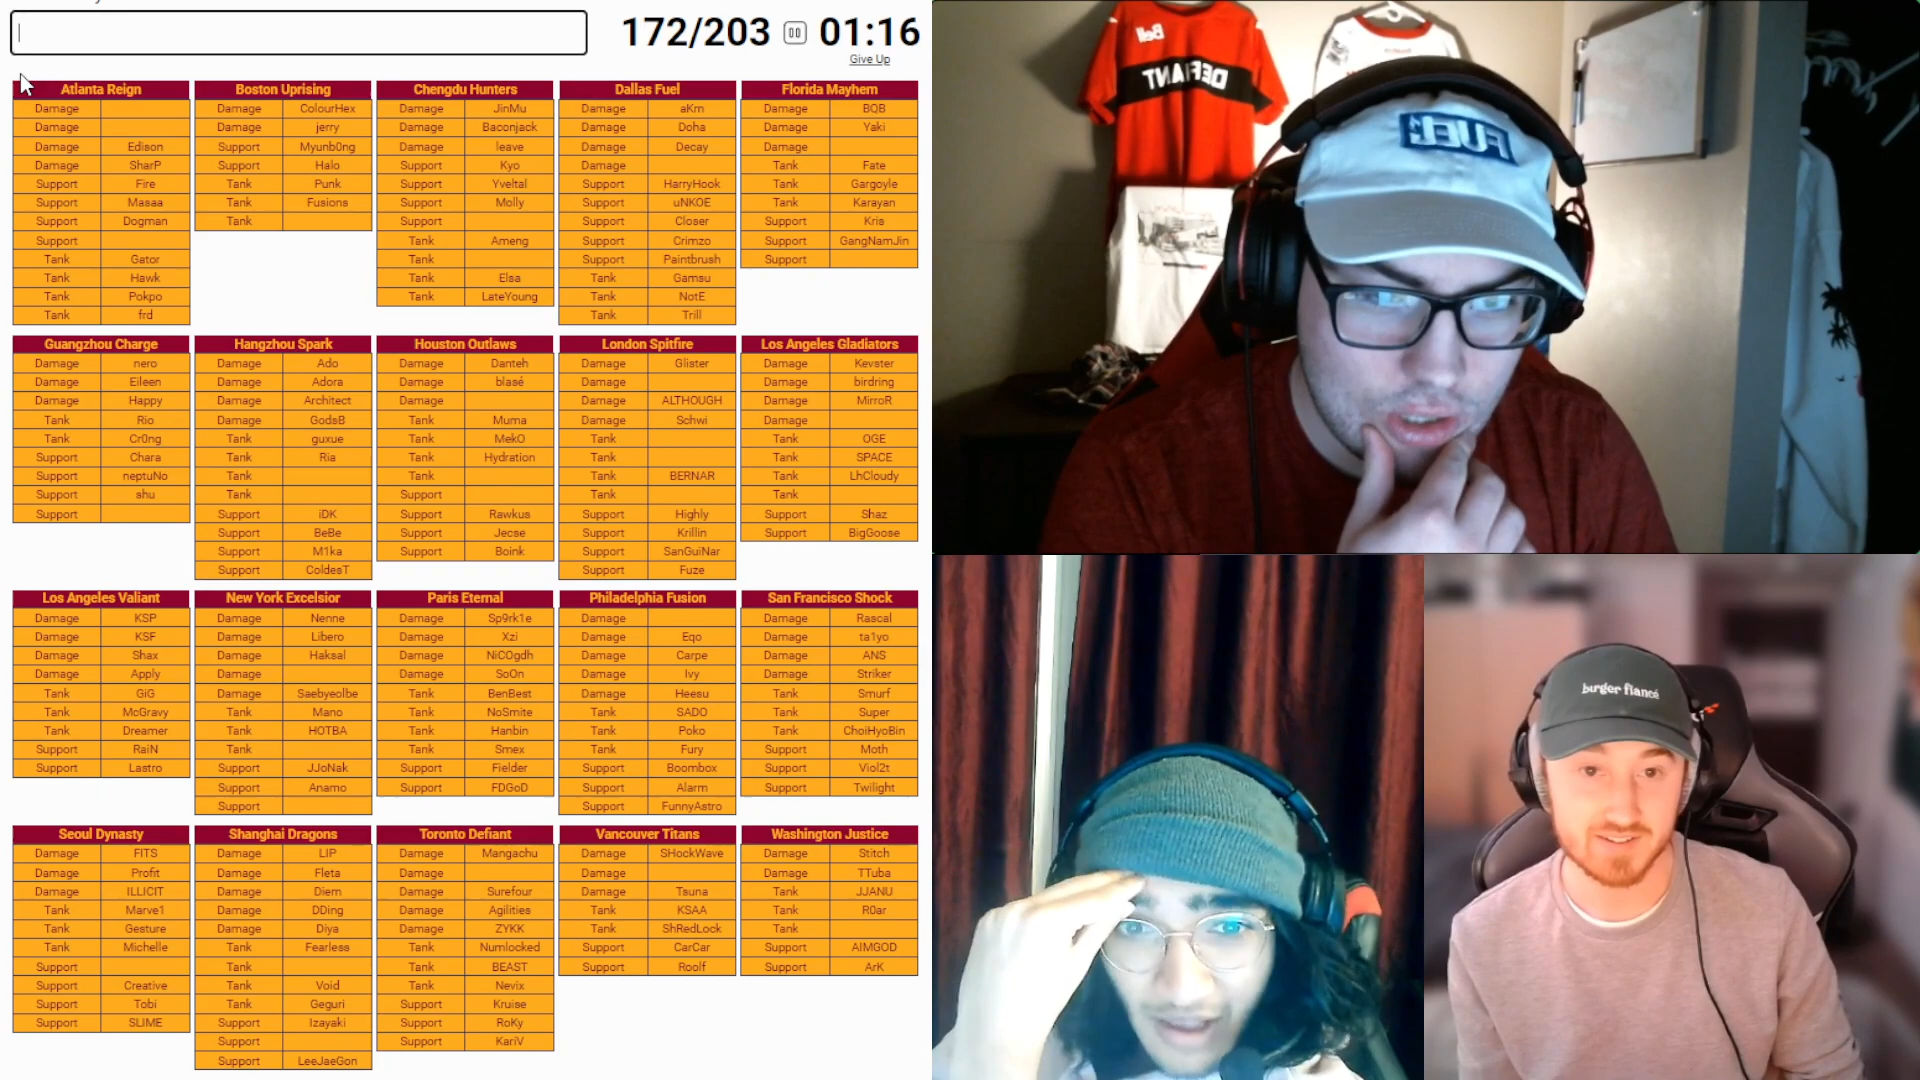 172/203 01:16
Give Up
Atlanta Reign
Damage
Damage
Damage Edison
Damage SharP
Support Fire
Support Masaa
Support Dogman
Support
Tank Gator
Tank Hawk
Tank Pokpo
Tank frd
Boston Uprising
Damage ColourHex
Damage jerry
Support Myunb0ng
Support Halo
Tank Punk
Tank Fusions
Tank
Chengdu Hunters
Damage JinMu
Damage Baconjack
Damage leave
Support Kyo
Support Yveltal
Support Molly
Support
Tank Ameng
Tank
Tank Elsa
Tank LateYoung
Dallas Fuel
Damage aKm
Damage Doha
Damage Decay
Damage
Support HarryHook
Support uNKOE
Support Closer
Support Crimzo
Support Paintbrush
Tank Gamsu
Tank NotE
Tank Trill
Florida Mayhem
Damage BQB
Damage Yaki
Damage
Tank Fate
Tank Gargoyle
Tank Karayan
Support Kris
Support GangNamJin
Support
Guangzhou Charge
Damage nero
Damage Eileen
Damage Happy
Tank Rio
Tank Cr0ng
Support Chara
Support neptuNo
Support shu
Support
Hangzhou Spark
Damage Ado
Damage Adora
Damage Architect
Damage GodsB
Tank guxue
Tank Ria
Tank
Tank
Support iDK
Support BeBe
Support M1ka
Support ColdesT
Houston Outlaws
Damage Danteh
Damage blasé
Damage
Tank Muma
Tank MekO
Tank Hydration
Tank
Support
Support Rawkus
Support Jecse
Support Boink
London Spitfire
Damage Glister
Damage
Damage ALTHOUGH
Damage Schwi
Tank
Tank
Tank BERNAR
Tank
Support Highly
Support Krillin
Support SanGuiNar
Support Fuze
Los Angeles Gladiators
Damage Kevster
Damage birdring
Damage MirroR
Damage
Tank OGE
Tank SPACE
Tank LhCloudy
Tank
Support Shaz
Support BigGoose
Los Angeles Valiant
Damage KSP
Damage KSF
Damage Shax
Damage Apply
Tank GiG
Tank McGravy
Tank Dreamer
Support RaiN
Support Lastro
New York Excelsior
Damage Nenne
Damage Libero
Damage Haksal
Damage
Damage Saebyeolbe
Tank Mano
Tank HOTBA
Tank
Support JJoNak
Support Anamo
Support
Paris Eternal
Damage Sp9rk1e
Damage Xzi
Damage NiCOgdh
Damage SoOn
Tank BenBest
Tank NoSmite
Tank Hanbin
Tank Smex
Support Fielder
Support FDGoD
Philadelphia Fusion
Damage
Damage Eqo
Damage Carpe
Damage Ivy
Damage Heesu
Tank SADO
Tank Poko
Tank Fury
Support Boombox
Support Alarm
Support FunnyAstro
San Francisco Shock
Damage Rascal
Damage ta1yo
Damage ANS
Damage Striker
Tank Smurf
Tank Super
Tank ChoiHyoBin
Support Moth
Support Viol2t
Support Twilight
Seoul Dynasty
Damage FITS
Damage Profit
Damage ILLICIT
Tank Marve1
Tank Gesture
Tank Michelle
Support
Support Creative
Support Tobi
Support SLIME
Shanghai Dragons
Damage LIP
Damage Fleta
Damage Diem
Damage DDing
Damage Diya
Tank Fearless
Tank
Tank Void
Tank Geguri
Support Izayaki
Support
Support LeeJaeGon
Toronto Defiant
Damage Mangachu
Damage
Damage Surefour
Damage Agilities
Damage ZYKK
Tank Numlocked
Tank BEAST
Tank Nevix
Support Kruise
Support RoKy
Support KariV
Vancouver Titans
Damage SHockWave
Damage
Damage Tsuna
Tank KSAA
Tank ShRedLock
Support CarCar
Support Roolf
Washington Justice
Damage Stitch
Damage TTuba
Tank JJANU
Tank R0ar
Tank
Support AIMGOD
Support ArK
Bell
DEFIANT
FUEL
burger fiancé